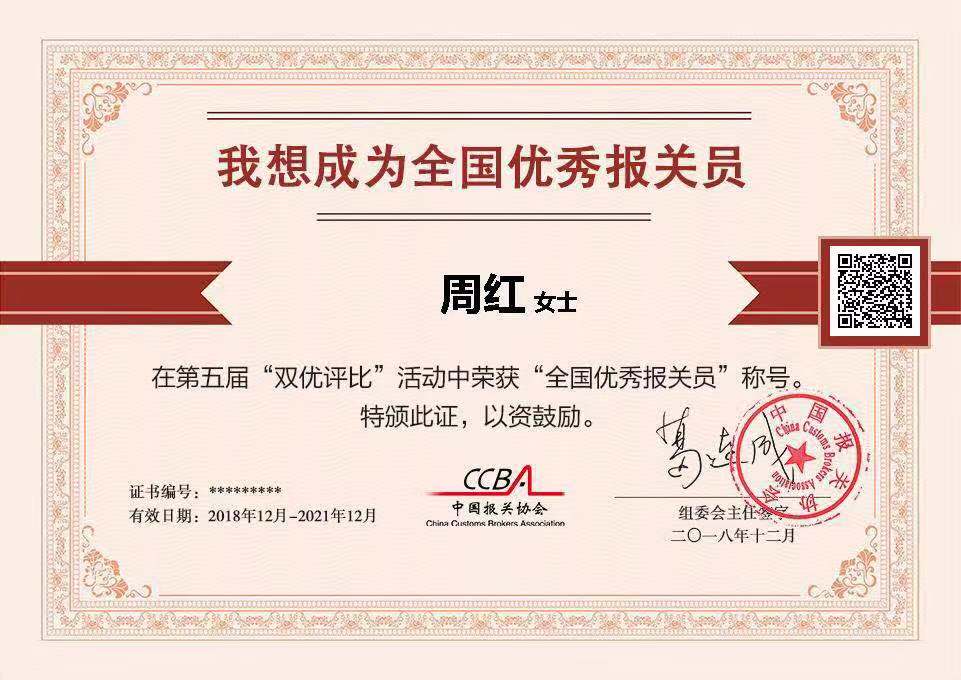 我想成为全国优秀报关员
周红 女士
在第五届“双优评比”活动中荣获“全国优秀报关员”称号。
特颁此证，以资鼓励。
证书编号：*********
有效日期：2018年12月-2021年12月
CCBA
中国报关协会
China Customs Brokers Association
中国报关协会
China Customs Brokers Association
组委会主任签字
二〇一八年十二月